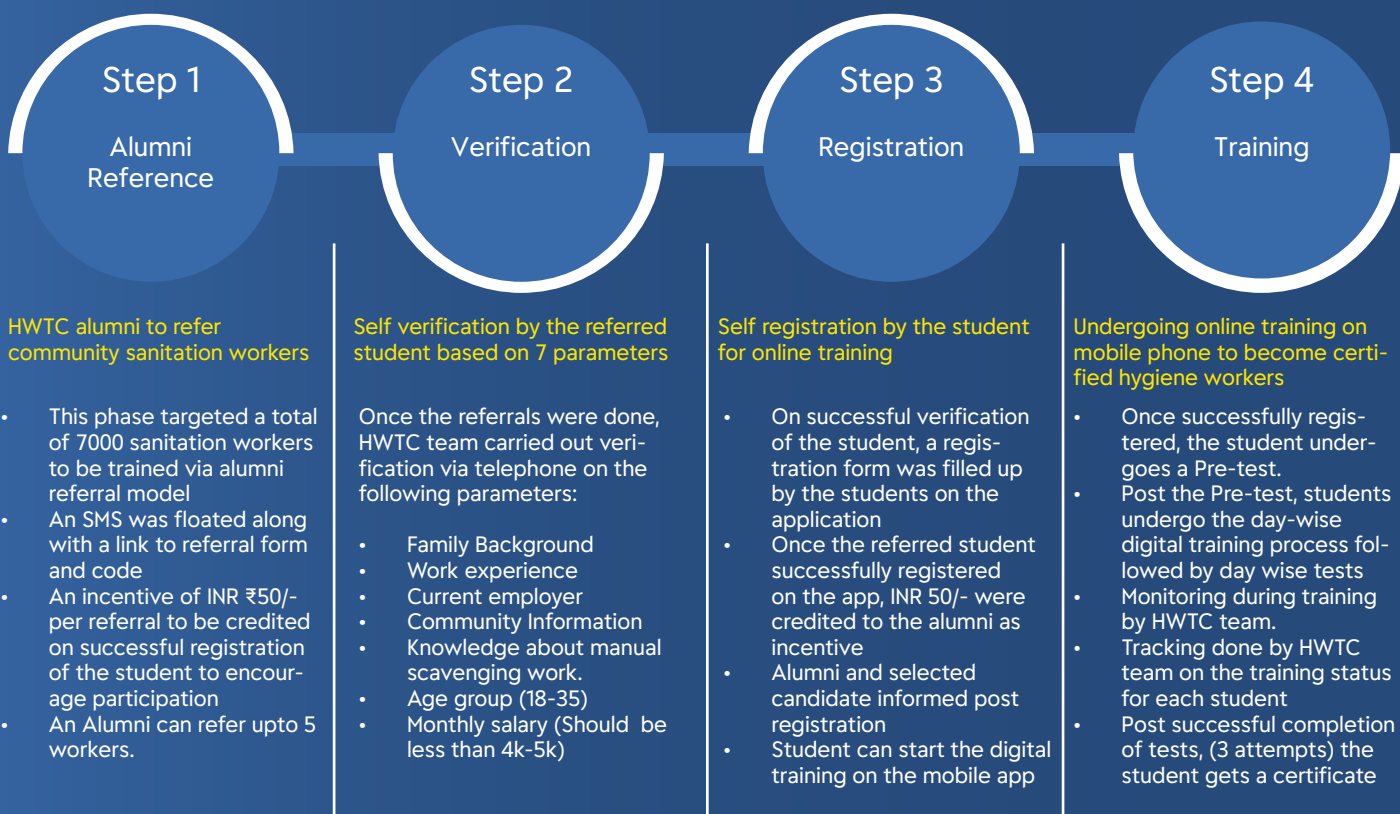 Step 1
Alumni
Reference
HWTC alumni to refer
community sanitation workers
• This phase targeted a total
of 7000 sanitation workers
to be trained via alumni
referral model
• An SMS was floated along
with a link to referral form
and code
• An incentive of INR ₹50/-
per referral to be credited
on successful registration
of the student to encour-
age participation
• An Alumni can refer upto 5
workers.
Step 2
Verification
Self verification by the referred
student based on 7 parameters
Once the referrals were done,
HWTC team carried out veri-
fication via telephone on the
following parameters:
• Family Background
• Work experience
• Current employer
• Community Information
• Knowledge about manual
scavenging work.
• Age group (18-35)
• Monthly salary (Should be
less than 4k-5k)
Step 3
Registration
Self registration by the student
for online training
• On successful verification
of the student, a regis-
tration form was filled up
by the students on the
application
• Once the referred student
successfully registered
on the app, INR 50/- were
credited to the alumni as
incentive
• Alumni and selected
candidate informed post
registration
• Student can start the digital
training on the mobile app
Step 4
Training
Undergoing online training on
mobile phone to become certi-
fied hygiene workers
• Once successfully regis-
tered, the student under-
goes a Pre-test.
• Post the Pre-test, students
undergo the day-wise
digital training process fol-
lowed by day wise tests
• Monitoring during training
by HWTC team.
• Tracking done by HWTC
team on the training status
for each student
• Post successful completion
of tests, (3 attempts) the
student gets a certificate